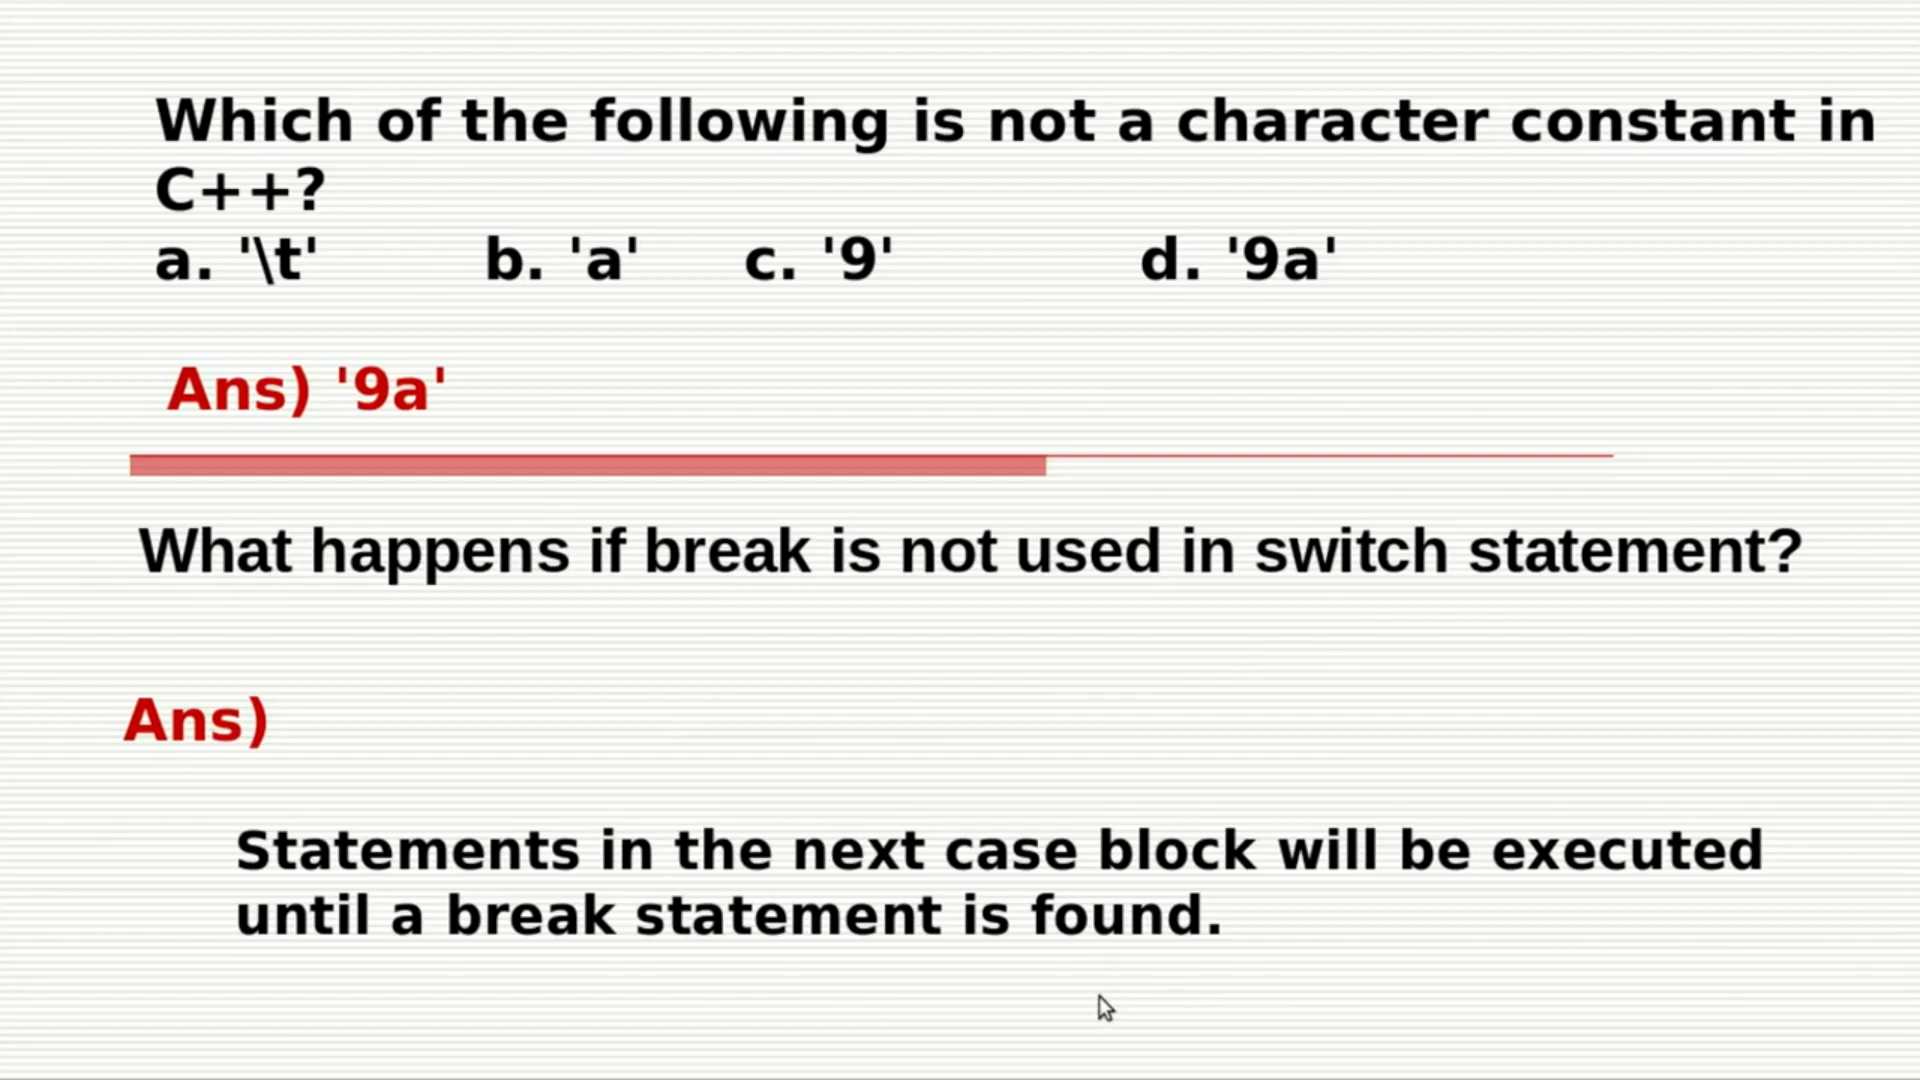 Which of the following is not a character constant in
C++?
a. '\t' b. 'a' c. '9' d. '9a'
Ans) '9a'
What happens if break is not used in switch statement?
Ans)
Statements in the next case block will be executed
until a break statement is found.